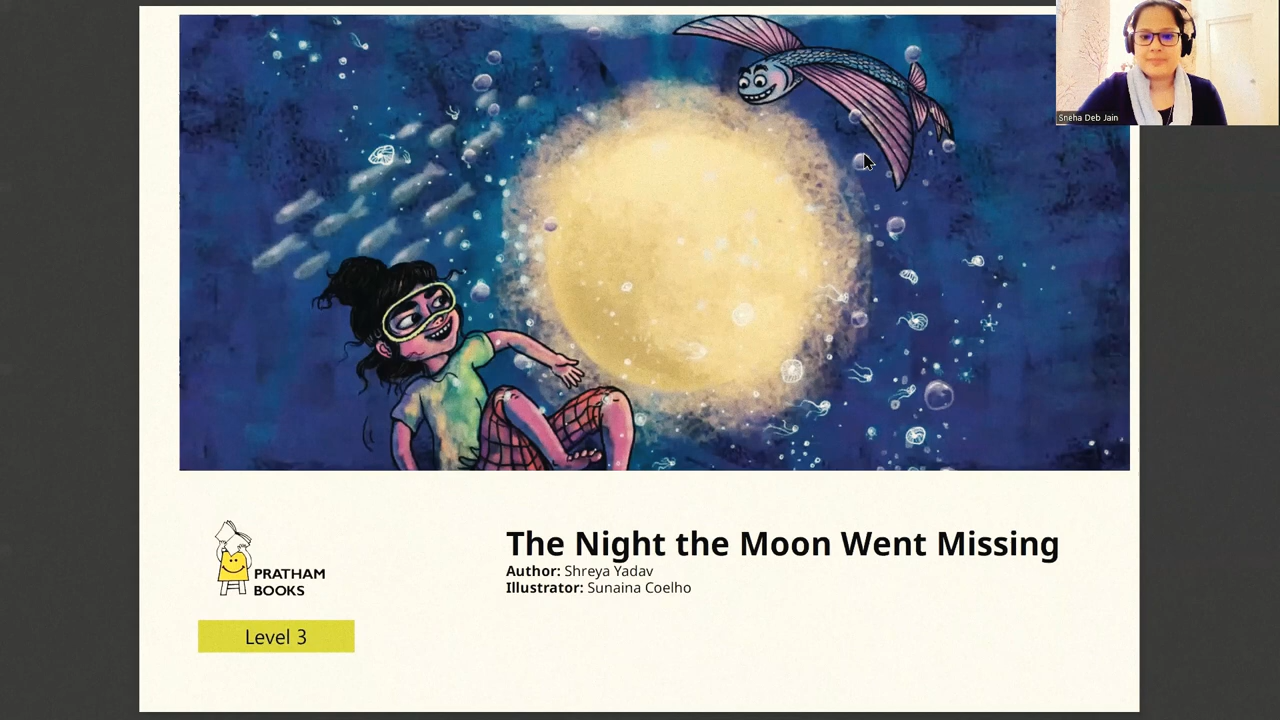 Sneha Deb Jain
The Night the Moon Went Missing
Author: Shreya Yadav
Illustrator: Sunaina Coelho
PRATHAM
BOOKS
Level 3